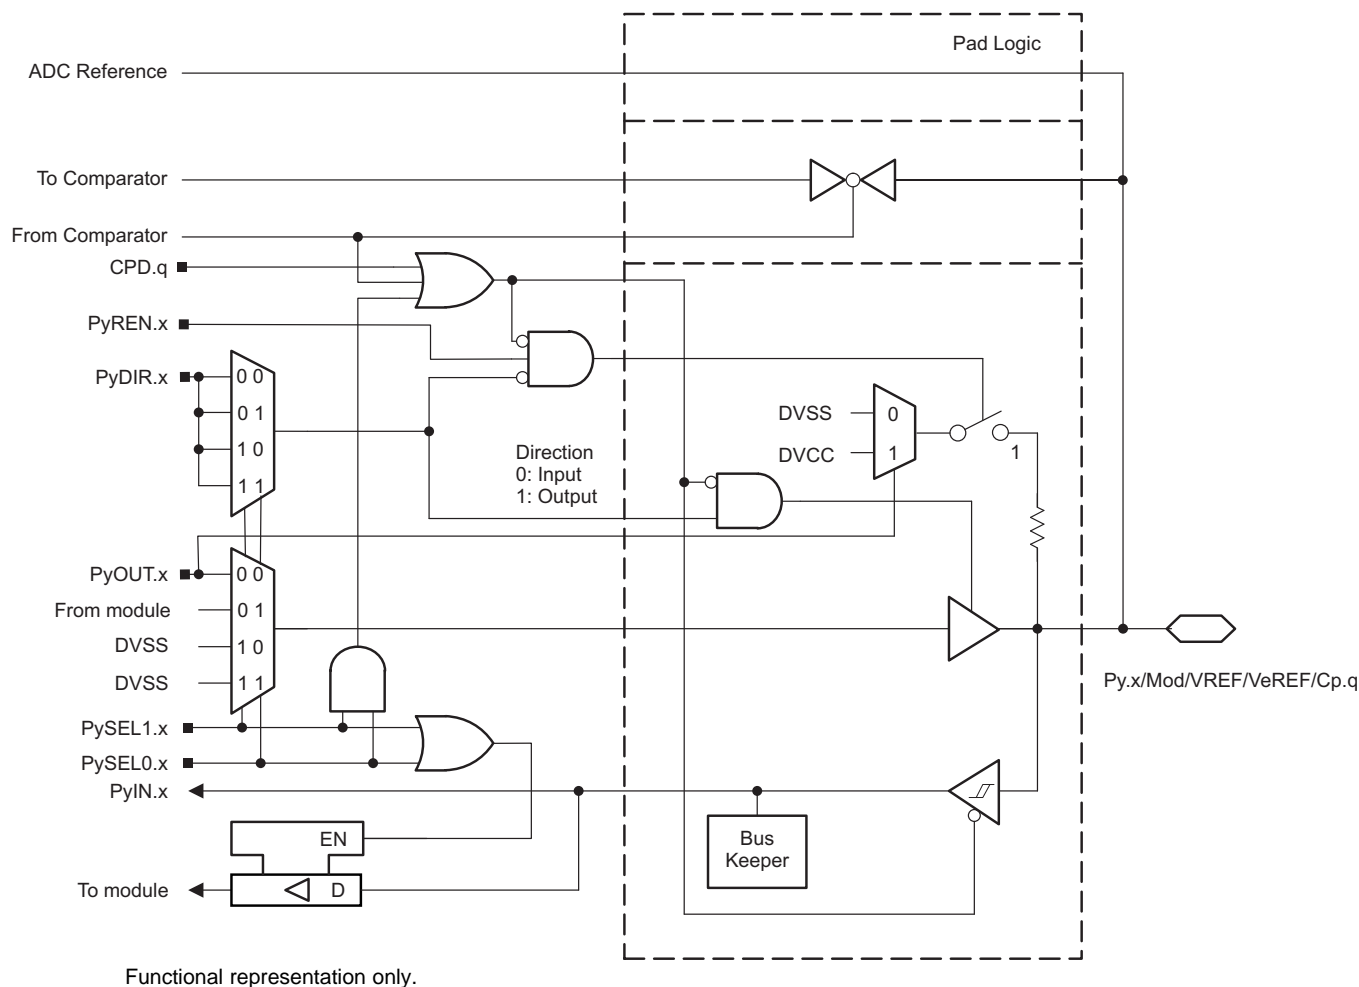 Pad Logic
ADC Reference
To Comparator
From Comparator
CPD.q
PyREN.x
PyDIR.x
0 0
0 1
1 0
1 1
Direction
0: Input
1: Output
DVSS
0
DVCC
1
1
PyOUT.x
0 0
From module
0 1
DVSS
1 0
DVSS
1 1
Py.x/Mod/VREF/VeREF/Cp.q
PySEL1.x
PySEL0.x
PyIN.x
Bus
Keeper
EN
To module
D
Functional representation only.